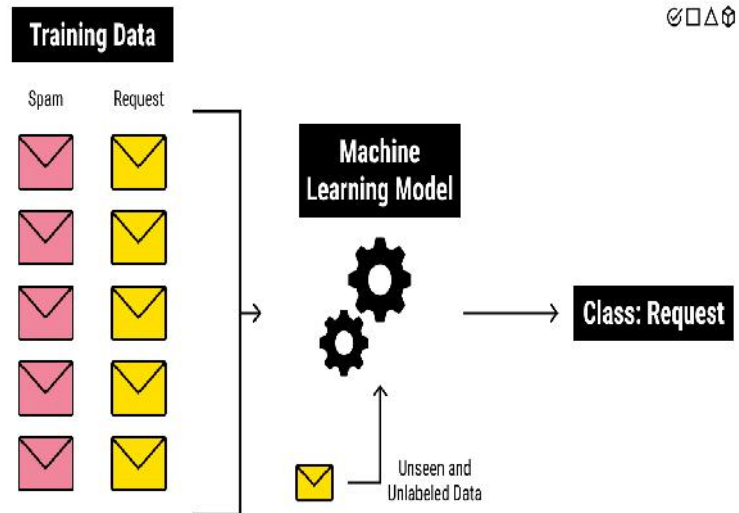 Training Data
Spam
Request
Machine
Learning Model
Class: Request
Unseen and
Unlabeled Data